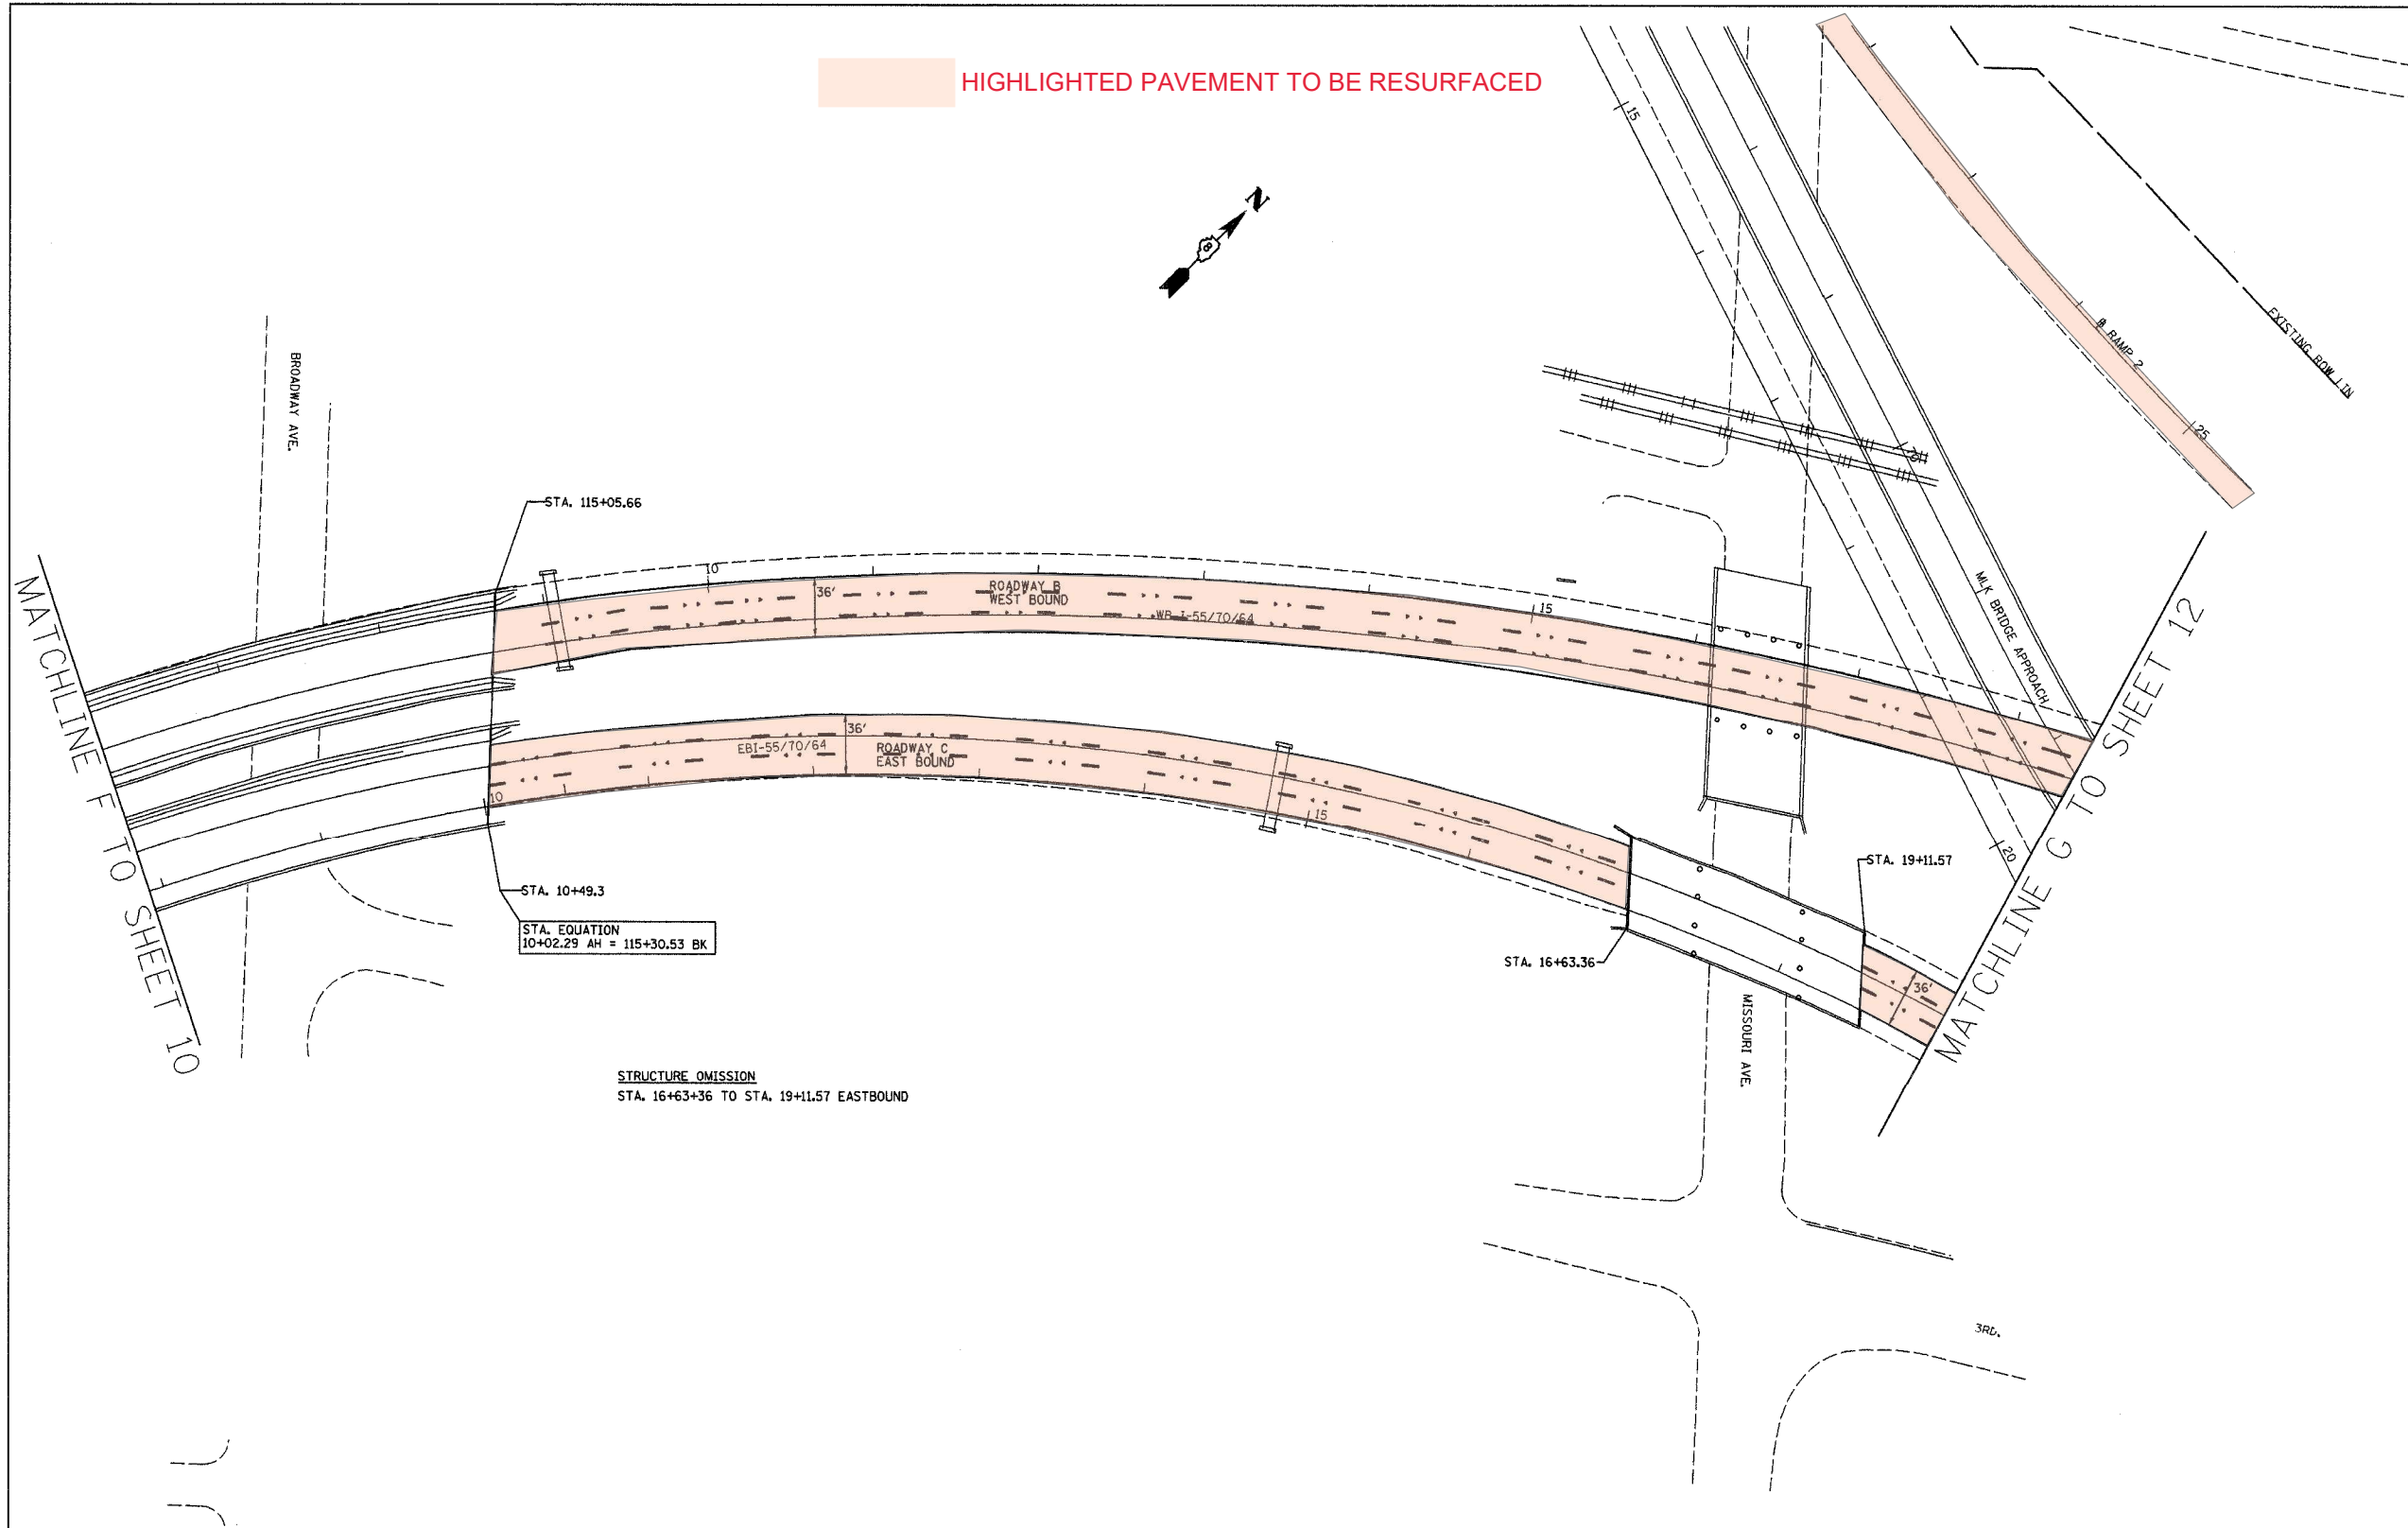 HIGHLIGHTED PAVEMENT TO BE RESURFACED
15
N
8
EXISTING ROW LIN
RAMP 2
25
BROADWAY AVE.
STA. 115+05.66
MATCHLINE F TO SHEET 10
10
36'
ROADWAY B
WEST BOUND
WB I-55/70/64
15
MLK BRIDGE APPROACH
MATCHLINE G TO SHEET 12
36'
EBI-55/70/64
ROADWAY C
EAST BOUND
10
15
20
STA. 19+11.57
STA. 10+49.3
STA. EQUATION
10+02.29 AH = 115+30.53 BK
STA. 16+63.36
36'
MISSOURI AVE.
STRUCTURE OMISSION
STA. 16+63+36 TO STA. 19+11.57 EASTBOUND
3RD.